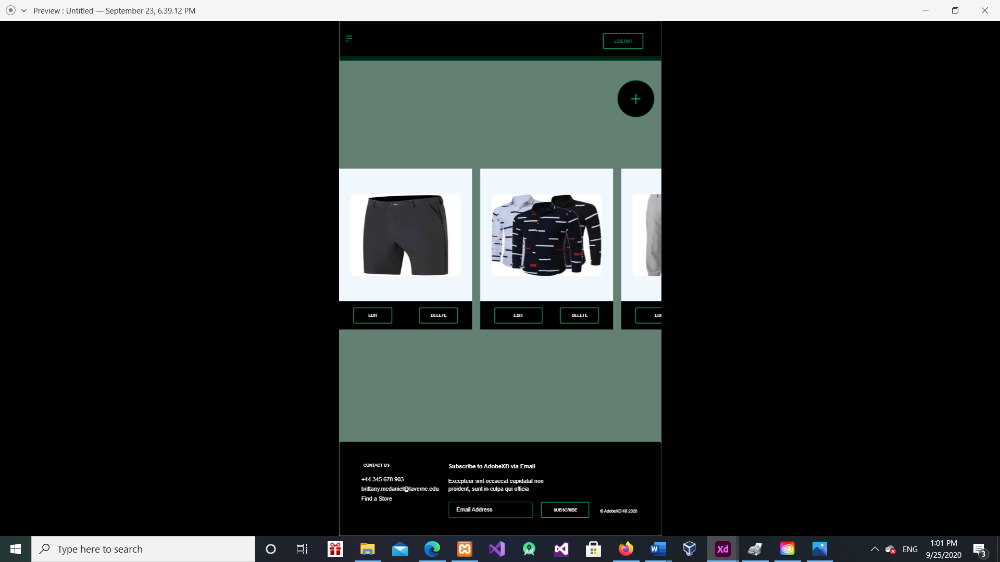 Preview : Untitled — September 23, 6.39.12 PM
LOG OUT
EDIT
DELETE
EDIT
DELETE
EDI
CONTACT US
+44 345 678 903
brittany.mcdaniel@laverne.edu
Find a Store
Subscribe to AdobeXD via Email
Excepteur sint occaecat cupidatat non
proident, sunt in culpa qui officia
Email Address
SUBSCRIBE
© AdobeXD Kit 2020
Type here to search
W
Xd
ENG
1:01 PM
9/25/2020
3